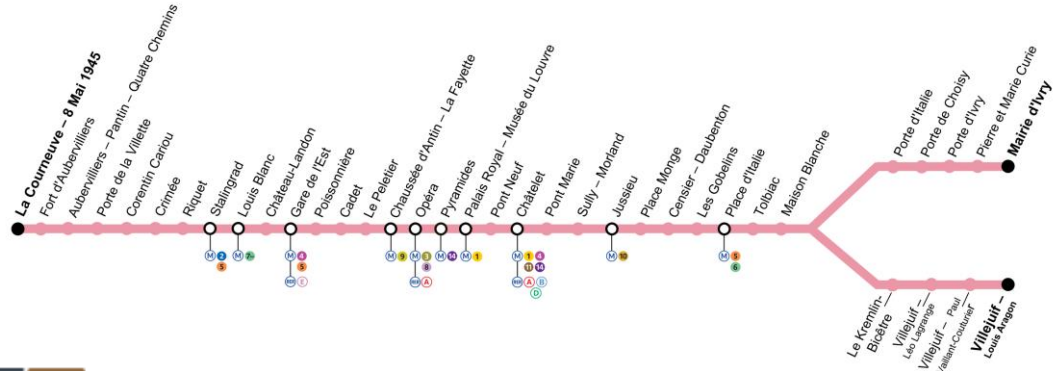 La Courneuve – 8 Mai 1945
Fort d'Aubervilliers
Aubervilliers – Pantin – Quatre Chemins
Porte de la Villette
Corentin Cariou
Crimée
Riquet
Stalingrad
M 2
5
Louis Blanc
M 7bis
Château-Landon
Gare de l'Est
M 4
5
RER E
Poissonnière
Cadet
Le Peletier
Chaussée d'Antin – La Fayette
M 9
Opéra
M 3
8
RER A
Pyramides
M 14
Palais Royal – Musée du Louvre
M 1
Pont Neuf
Châtelet
M 1 4
11 14
RER A B
D
Pont Marie
Sully – Morland
Jussieu
M 10
Place Monge
Censier – Daubenton
Les Gobelins
Place d'Italie
M 5
6
Tolbiac
Maison Blanche
Porte d'Italie
Porte de Choisy
Porte d'Ivry
Pierre et Marie Curie
Mairie d'Ivry
Le Kremlin-
Bicêtre
Villejuif –
Léo Lagrange
Villejuif – Paul
Vaillant-Couturier
Villejuif –
Louis Aragon